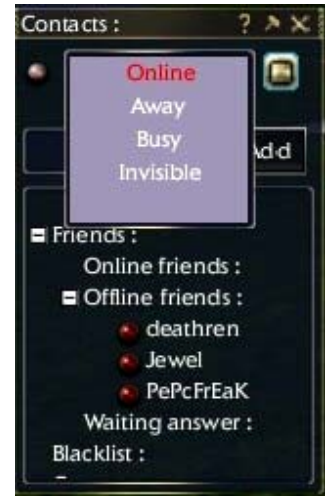 Contacts : ?
Online
Away
Busy
Invisible
Add
Friends :
Online friends :
Offline friends :
deathren
Jewel
PePcFrEaK
Waiting answer :
Blacklist :